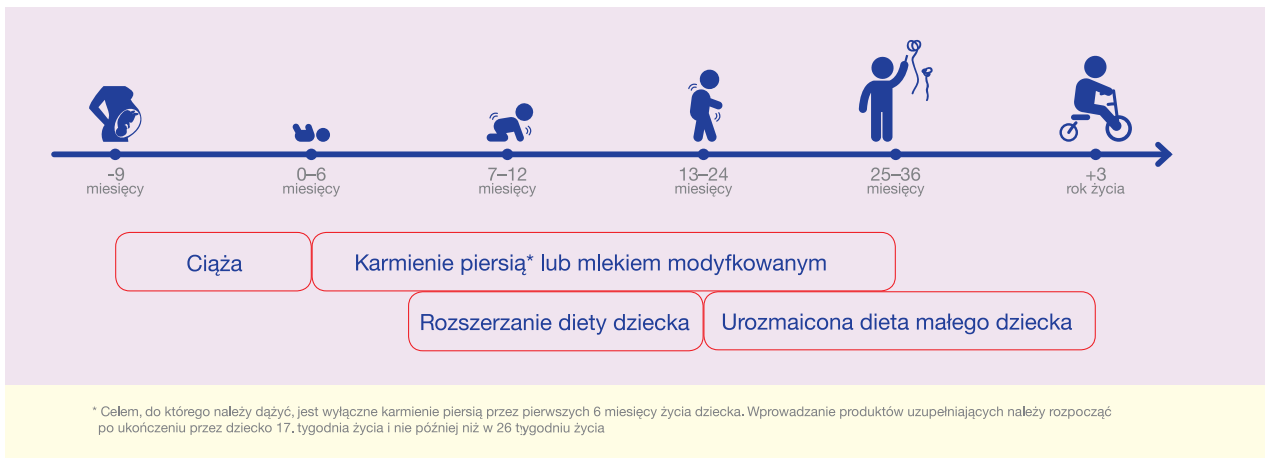 -9
miesięcy
0–6
miesięcy
7–12
miesięcy
13–24
miesięcy
25–36
miesięcy
+3
rok życia
Ciąża
Karmienie piersią* lub mlekiem modyfkowanym
Rozszerzanie diety dziecka
Urozmaicona dieta małego dziecka
* Celem, do którego należy dążyć, jest wyłączne karmienie piersią przez pierwszych 6 miesięcy życia dziecka. Wprowadzanie produktów uzupełniających należy rozpocząć
po ukończeniu przez dziecko 17. tygodnia życia i nie później niż w 26 tygodniu życia